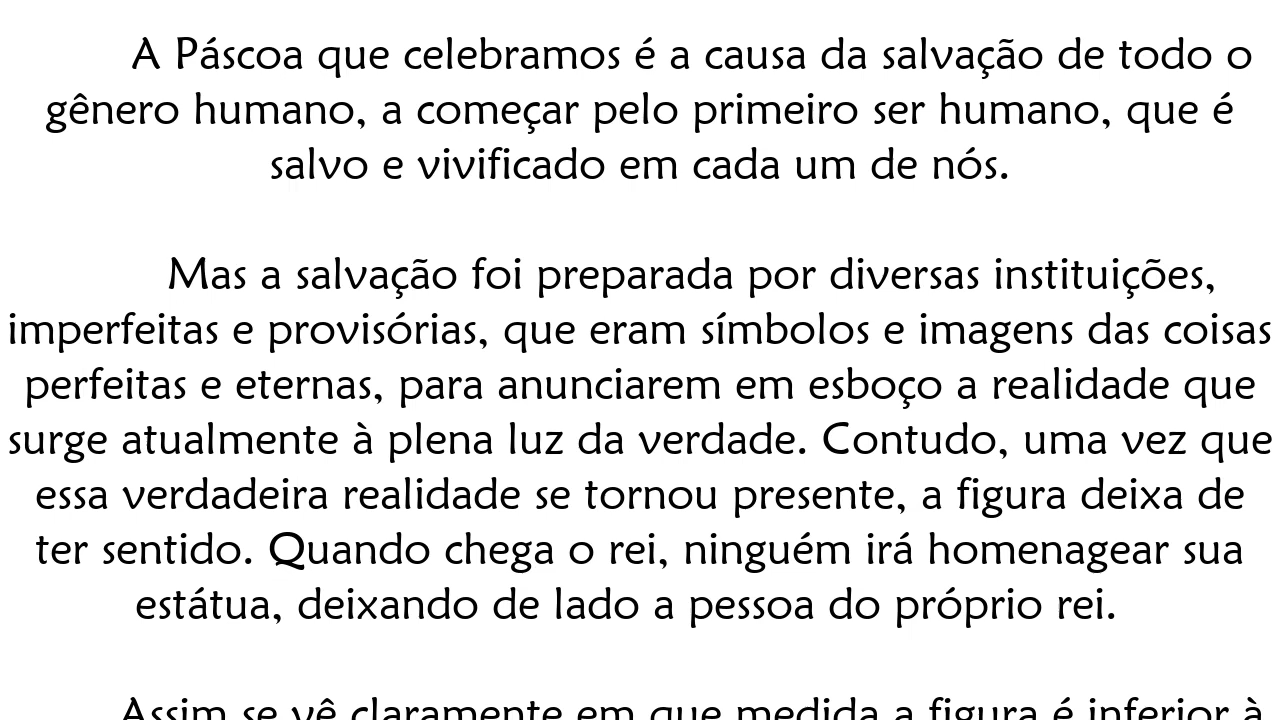 A Páscoa que celebramos é a causa da salvação de todo o
gênero humano, a começar pelo primeiro ser humano, que é
salvo e vivificado em cada um de nós.
Mas a salvação foi preparada por diversas instituições,
imperfeitas e provisórias, que eram símbolos e imagens das coisas
perfeitas e eternas, para anunciarem em esboço a realidade que
surge atualmente à plena luz da verdade. Contudo, uma vez que
essa verdadeira realidade se tornou presente, a figura deixa de
ter sentido. Quando chega o rei, ninguém irá homenagear sua
estátua, deixando de lado a pessoa do próprio rei.
Assim se vê claramente em que medida a figura é inferior à